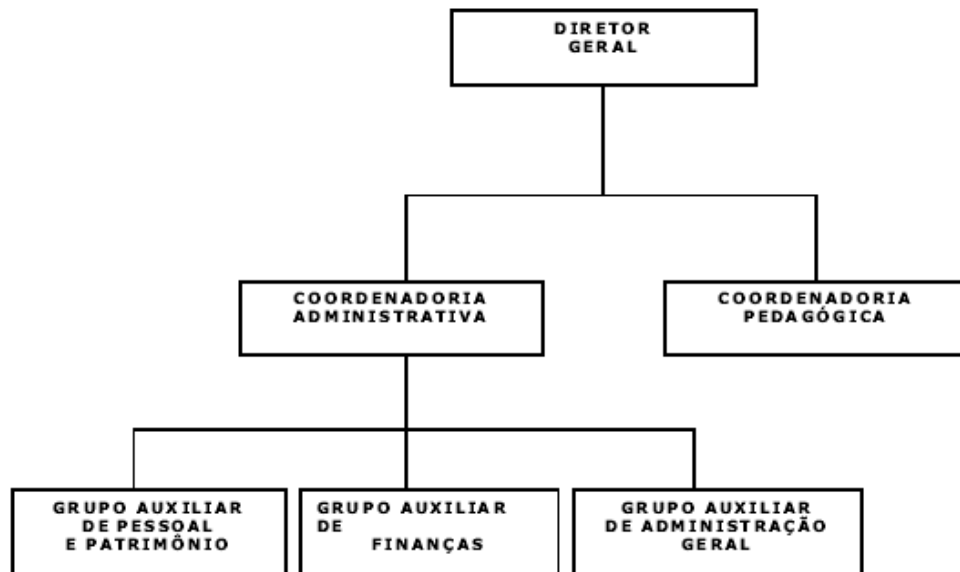 DIRETOR
GERAL
COORDENADORIA
ADMINISTRATIVA
COORDENADORIA
PEDAGÓGICA
GRUPO AUXILIAR
DE PESSOAL
E PATRIMÔNIO
GRUPO AUXILIAR
DE
FINANÇAS
GRUPO AUXILIAR
DE ADMINISTRAÇÃO
GERAL